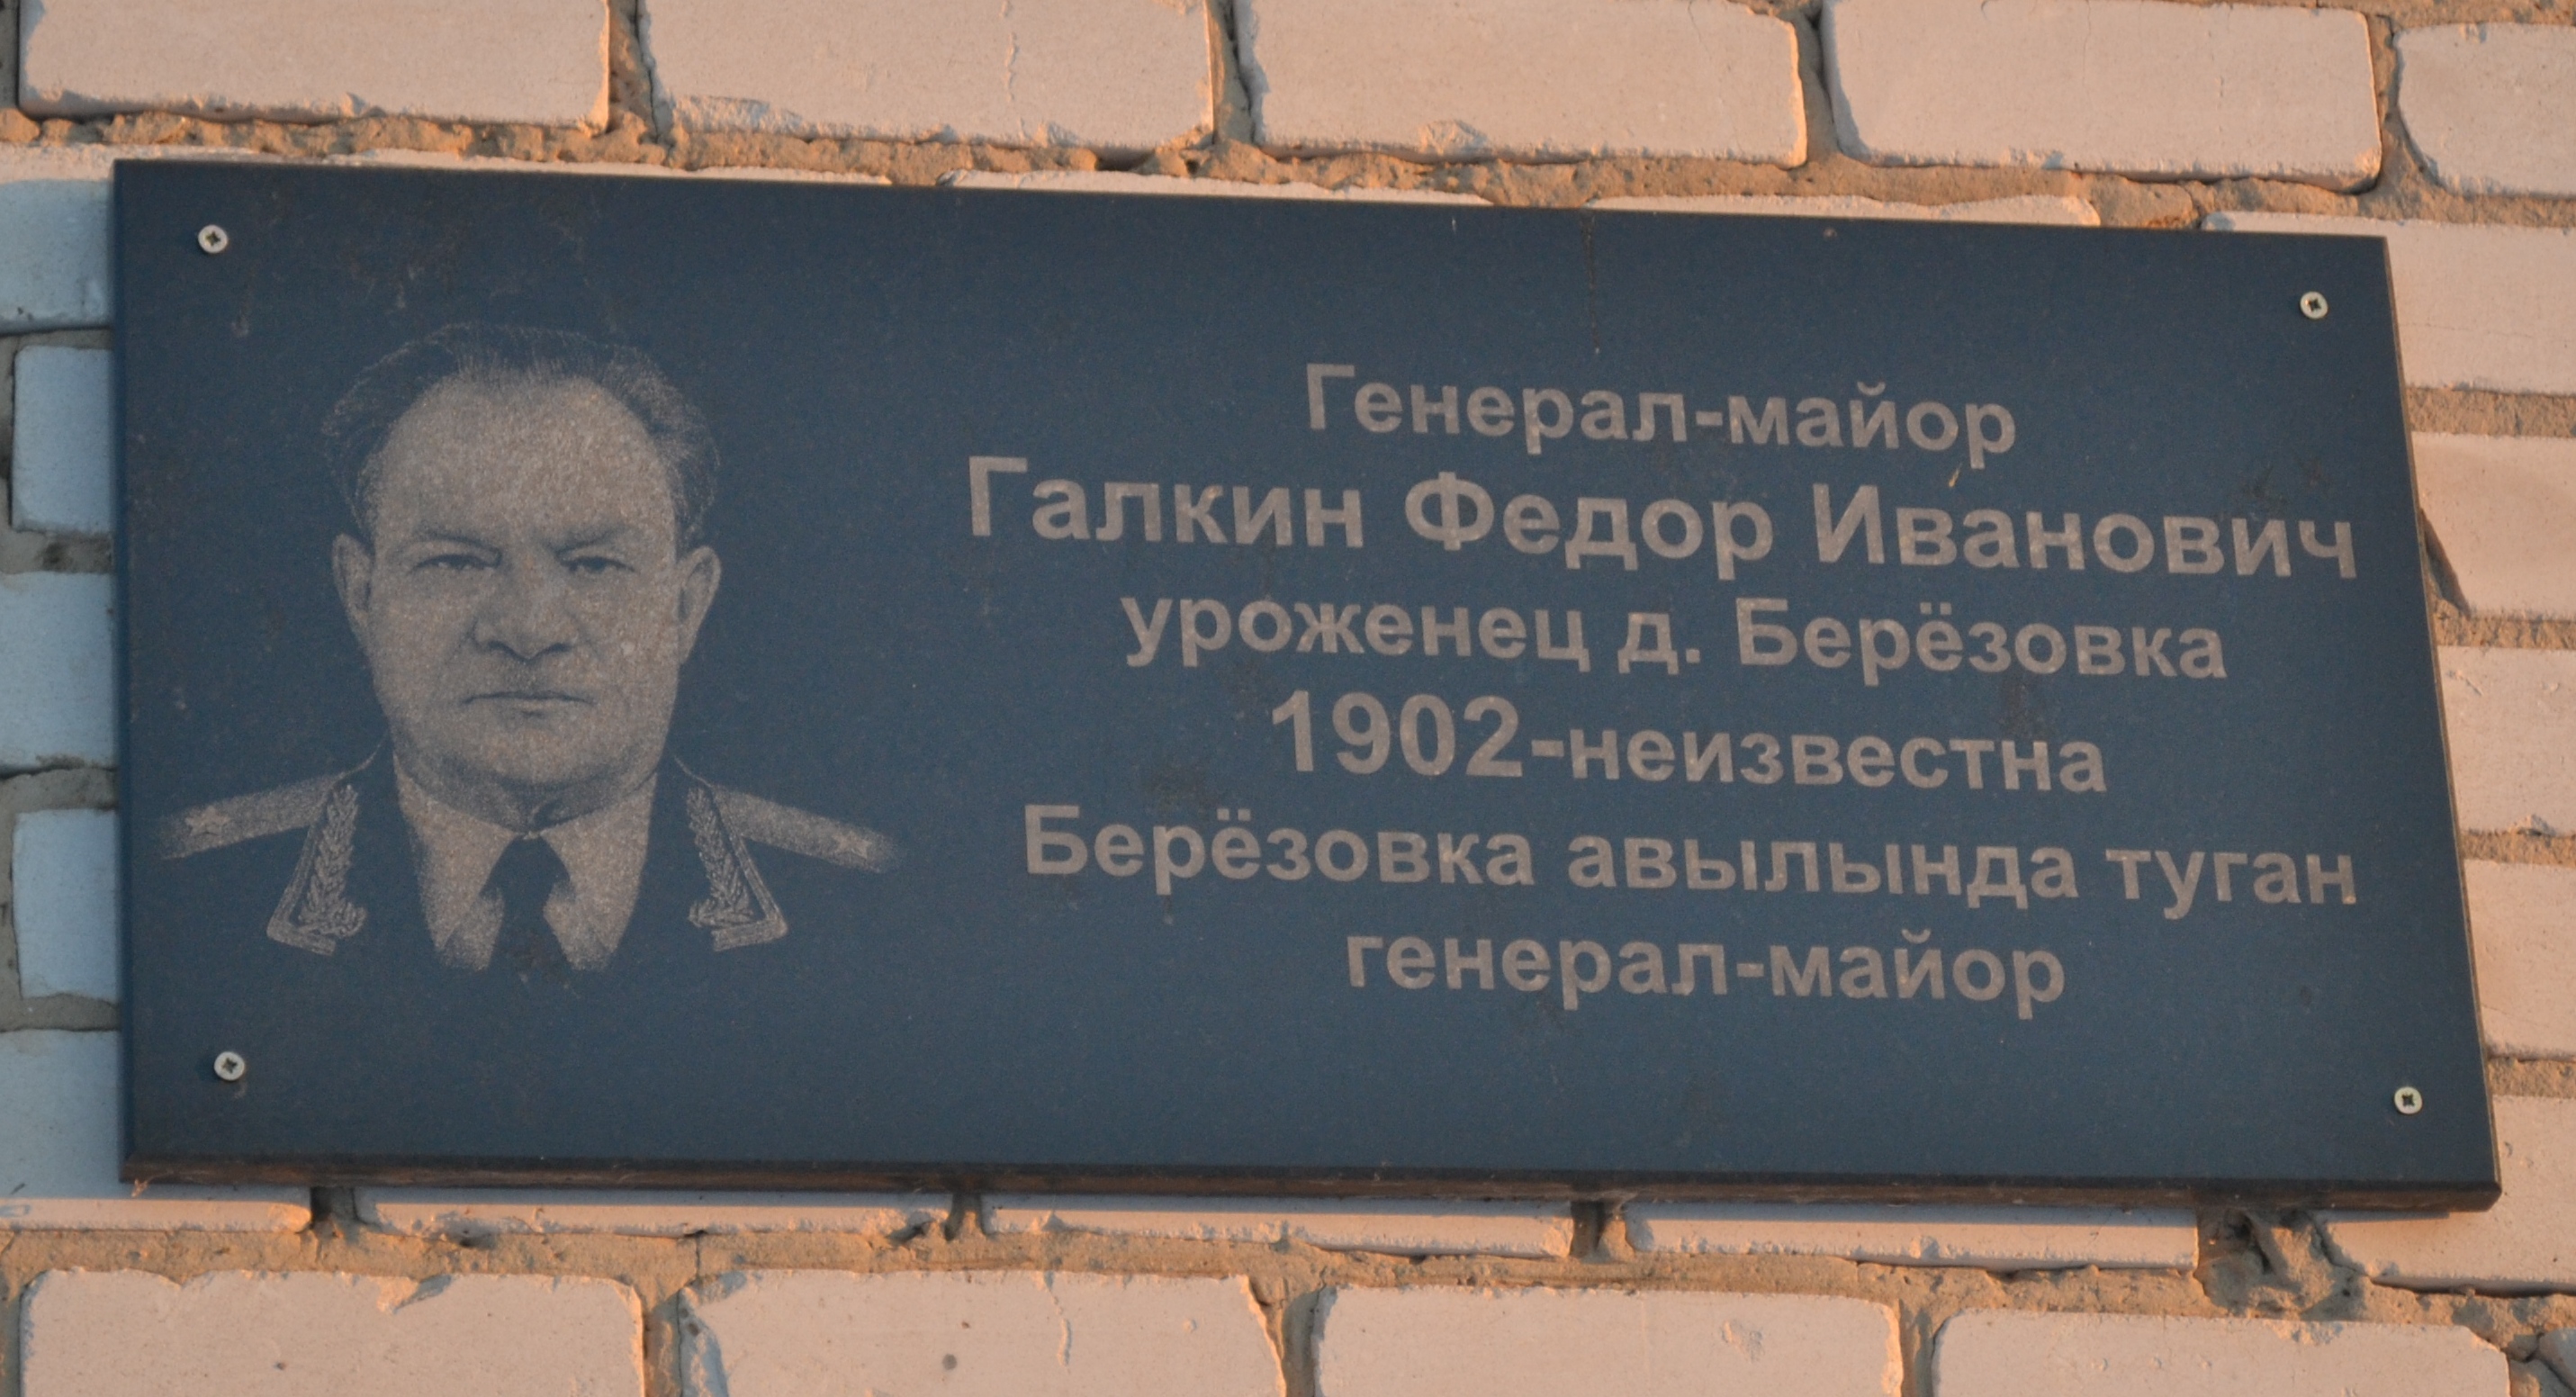 Генерал-майор
Галкин Федор Иванович
уроженец д. Берёзовка
1902-неизвестна
Берёзовка авылында туган
генерал-майор